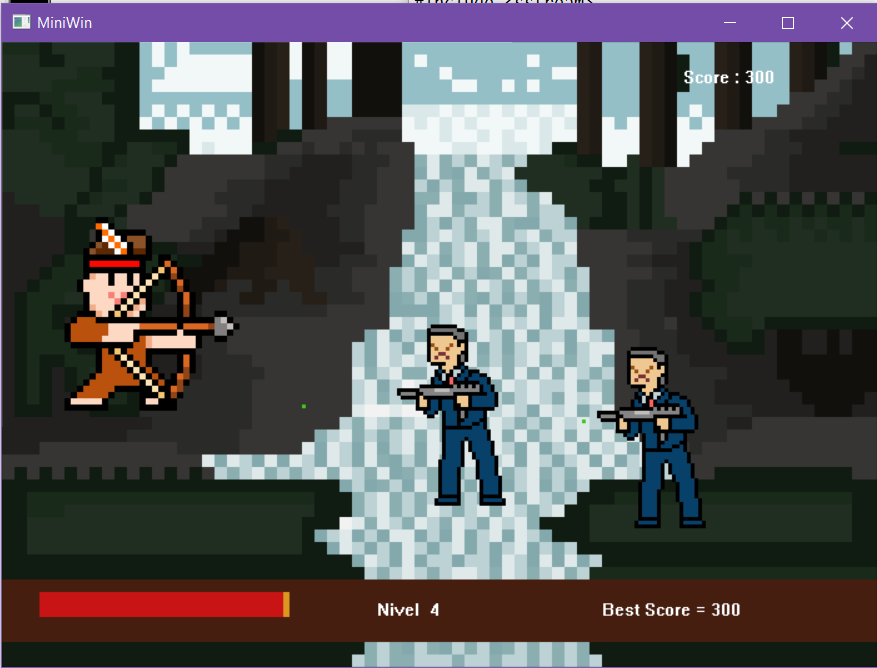 MiniWin
Score : 300
Nivel 4
Best Score = 300